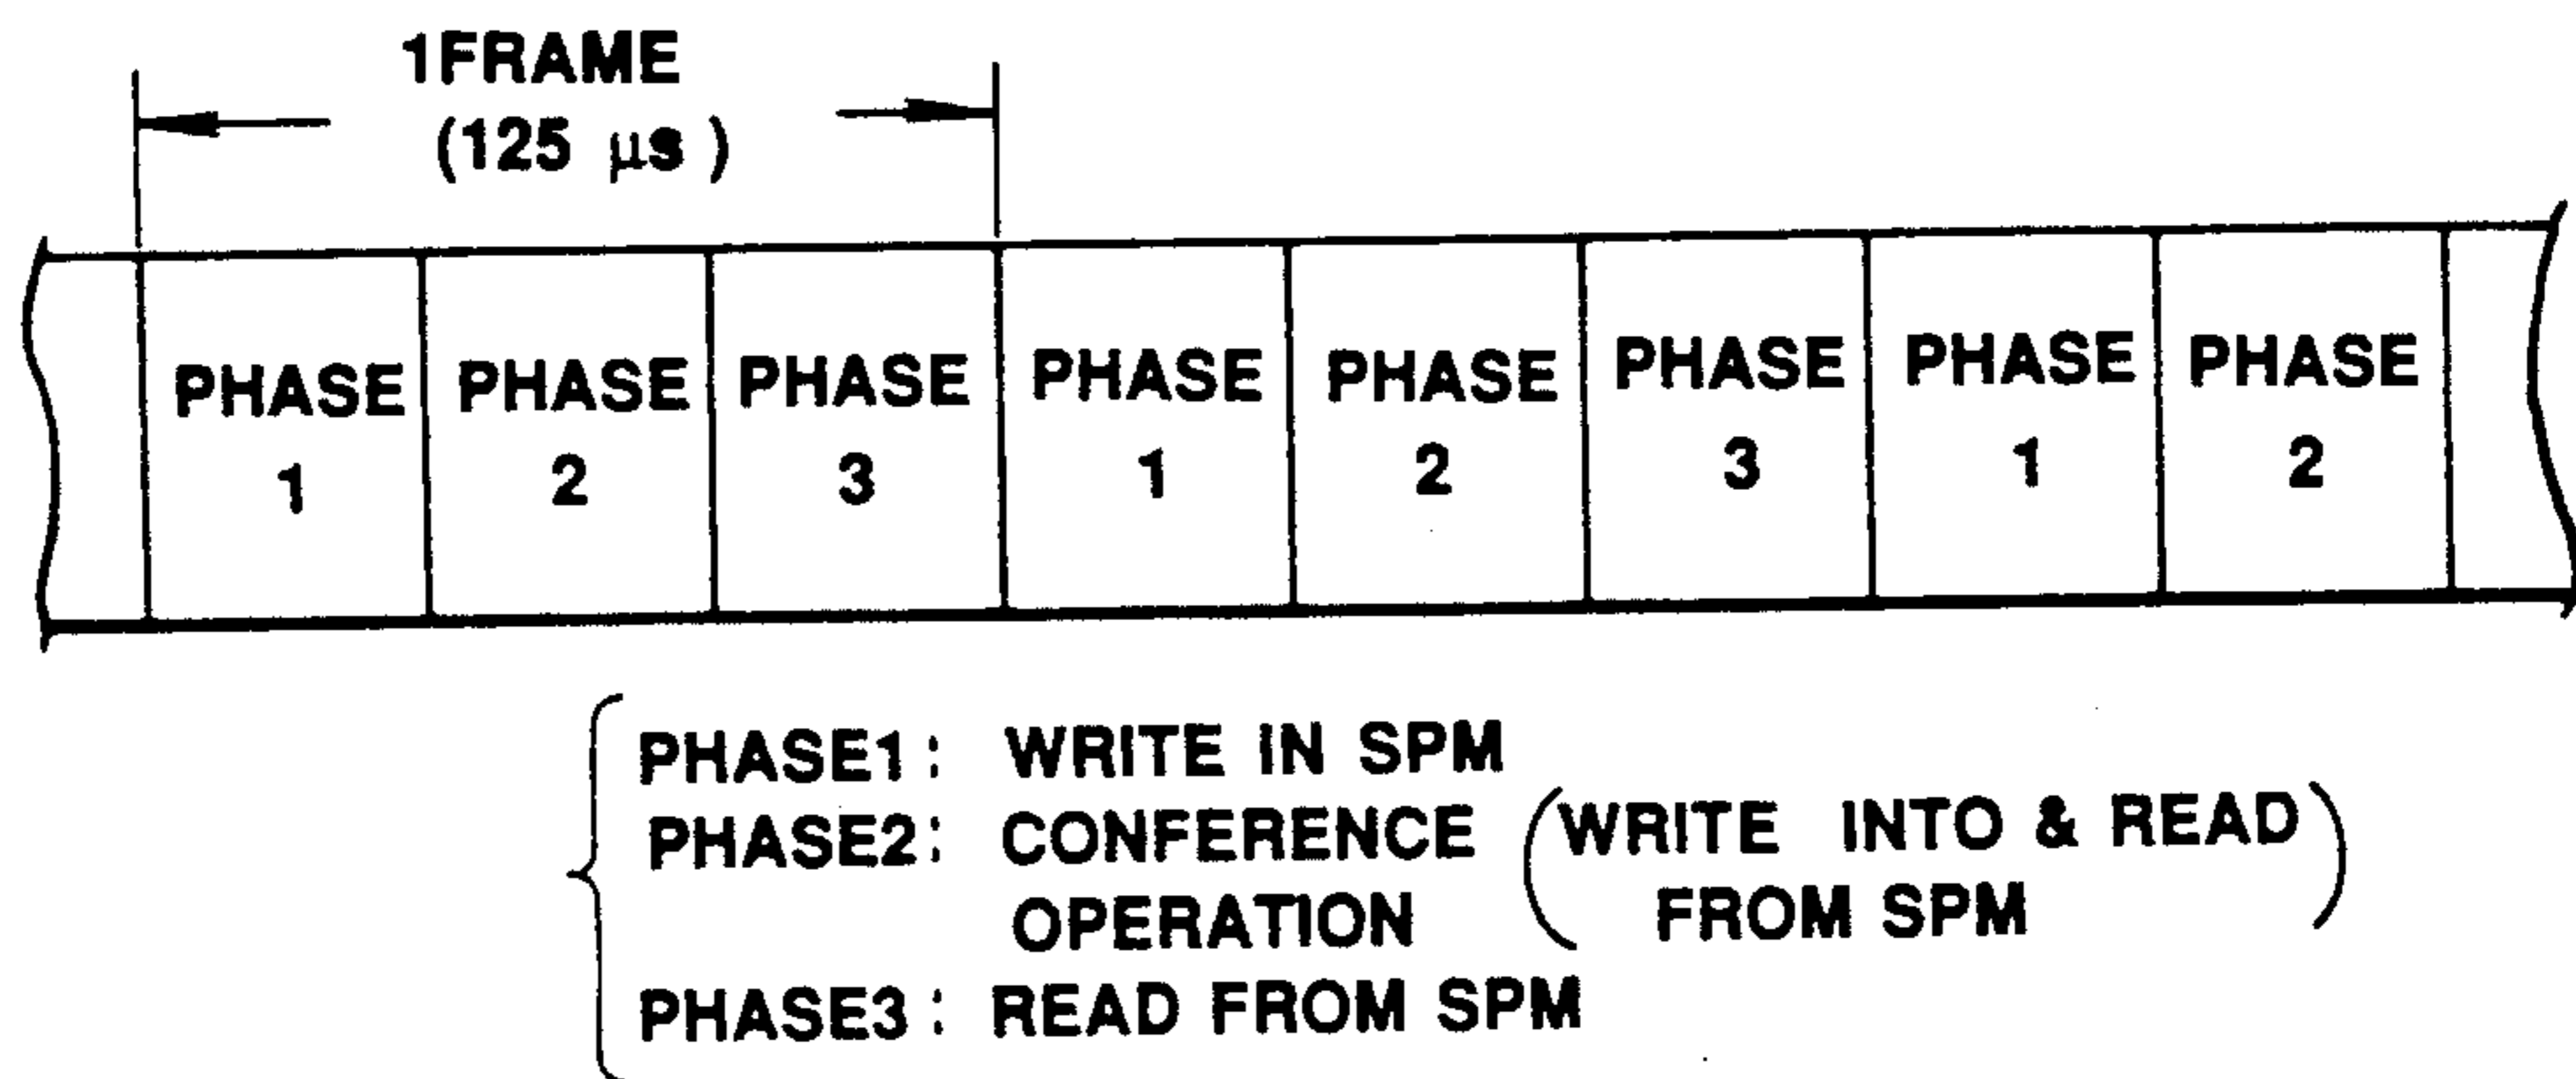 1FRAME
(125 μs)
PHASE PHASE PHASE PHASE PHASE PHASE PHASE PHASE
1 2 3 1 2 3 1 2
PHASE1: WRITE IN SPM
PHASE2: CONFERENCE (WRITE INTO & READ
OPERATION FROM SPM)
PHASE3: READ FROM SPM